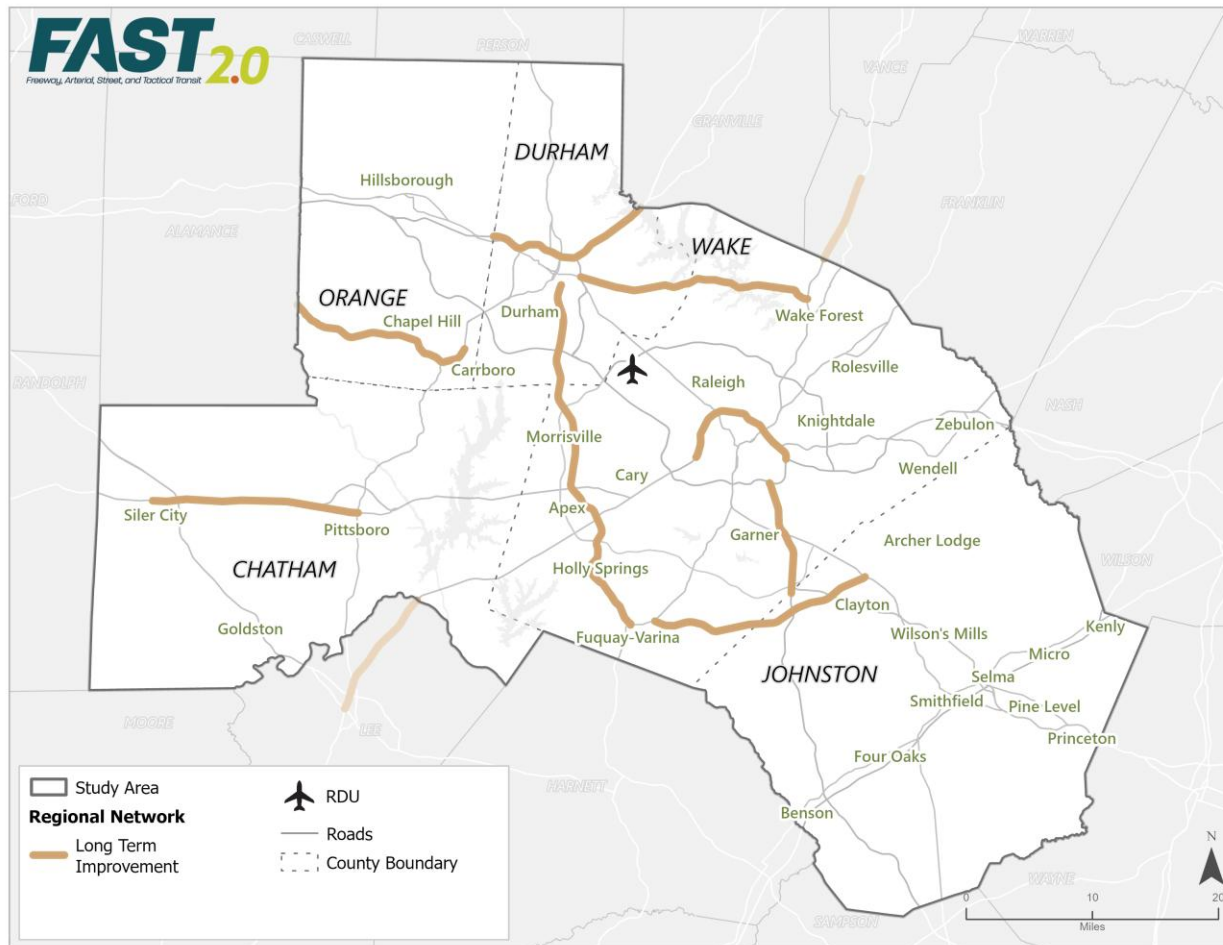 FAST 2.0
Freeway, Arterial, Street, and Tactical Transit
CASWELL
PERSON
WARREN
VANCE
GRANVILLE
DURHAM
Hillsborough
FRANKLIN
ALAMANCE
WAKE
ORANGE
Chapel Hill
Durham
Wake Forest
Carrboro
RANDOLPH
Rolesville
Raleigh
NASH
Knightdale
Zebulon
Morrisville
Cary
Wendell
Siler City
Pittsboro
Apex
Garner
Archer Lodge
CHATHAM
Holly Springs
WILSON
Clayton
Goldston
Fuquay-Varina
Wilson's Mills
Kenly
Micro
JOHNSTON
Selma
Smithfield
Pine Level
MOORE
LEE
Princeton
Four Oaks
HARNETT
Benson
WAYNE
SAMPSON
Study Area
Regional Network
Long Term
Improvement
RDU
Roads
County Boundary
N
0 10 20
Miles